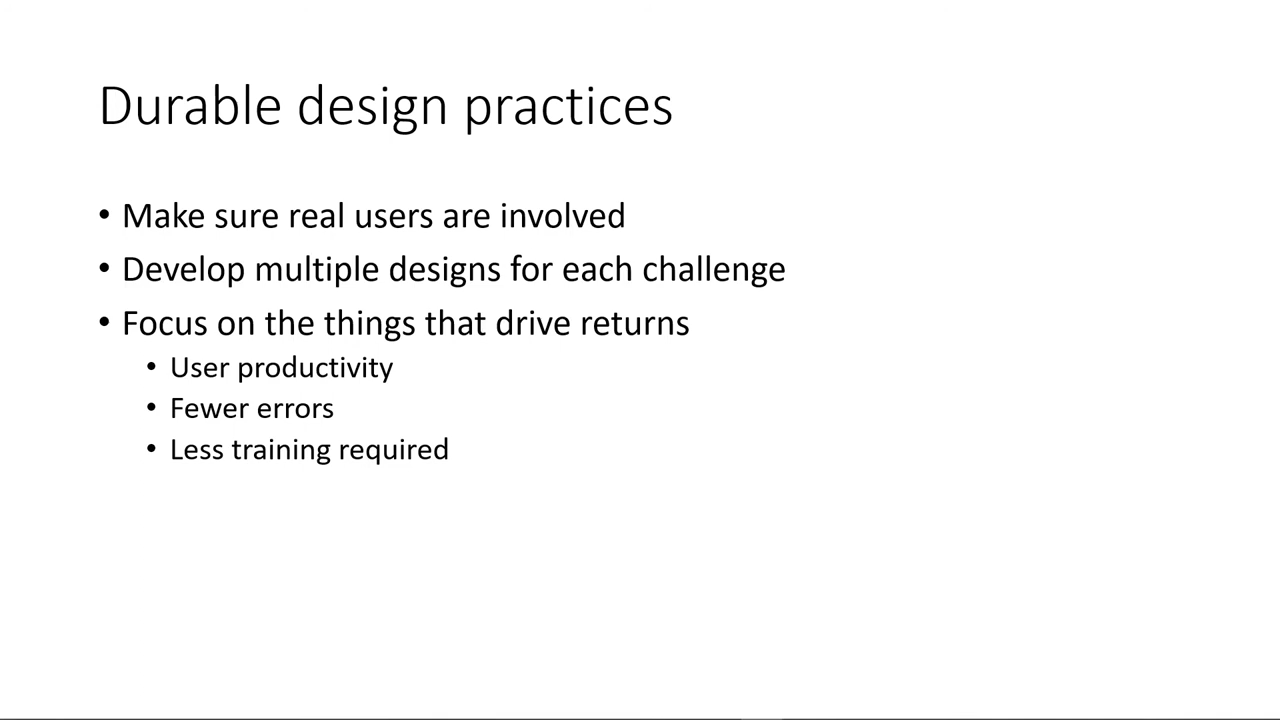 Durable design practices
• Make sure real users are involved
• Develop multiple designs for each challenge
• Focus on the things that drive returns
• User productivity
• Fewer errors
• Less training required